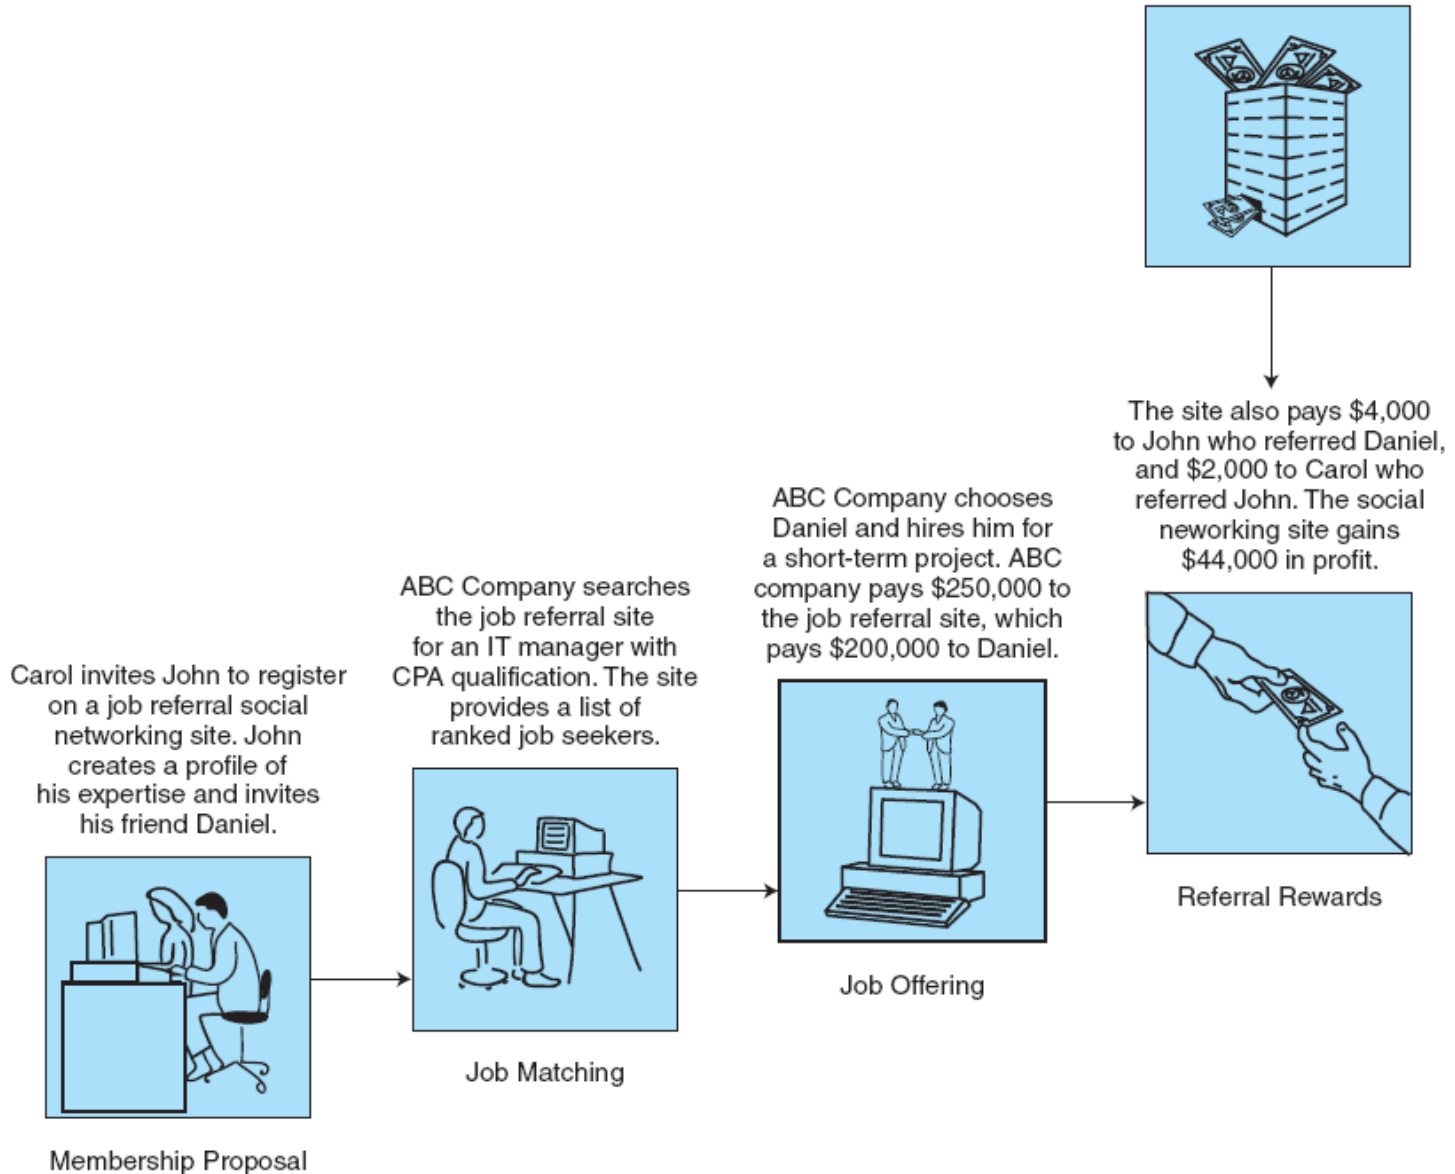 Carol invites John to register
on a job referral social
networking site. John
creates a profile of
his expertise and invites
his friend Daniel.
Membership Proposal
ABC Company searches
the job referral site
for an IT manager with
CPA qualification. The site
provides a list of
ranked job seekers.
Job Matching
ABC Company chooses
Daniel and hires him for
a short-term project. ABC
company pays $250,000 to
the job referral site, which
pays $200,000 to Daniel.
Job Offering
The site also pays $4,000
to John who referred Daniel,
and $2,000 to Carol who
referred John. The social
neworking site gains
$44,000 in profit.
Referral Rewards